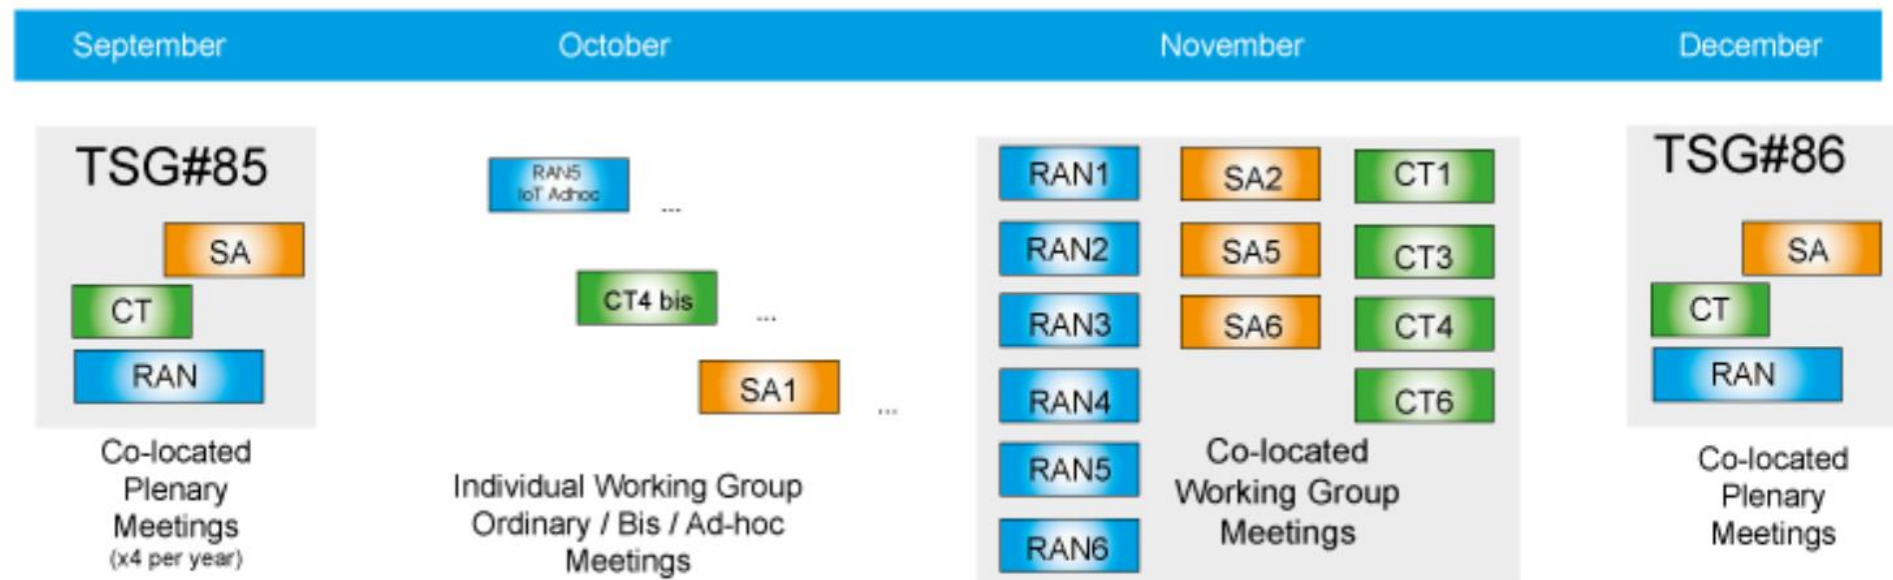 September
October
November
December
TSG#85
SA
CT
RAN
Co-located
Plenary
Meetings
(x4 per year)
RAN5
IoT Adhoc
...
CT4 bis
...
SA1
...
Individual Working Group
Ordinary / Bis / Ad-hoc
Meetings
RAN1
RAN2
RAN3
RAN4
RAN5
RAN6
SA2
SA5
SA6
CT1
CT3
CT4
CT6
Co-located
Working Group
Meetings
TSG#86
SA
CT
RAN
Co-located
Plenary
Meetings